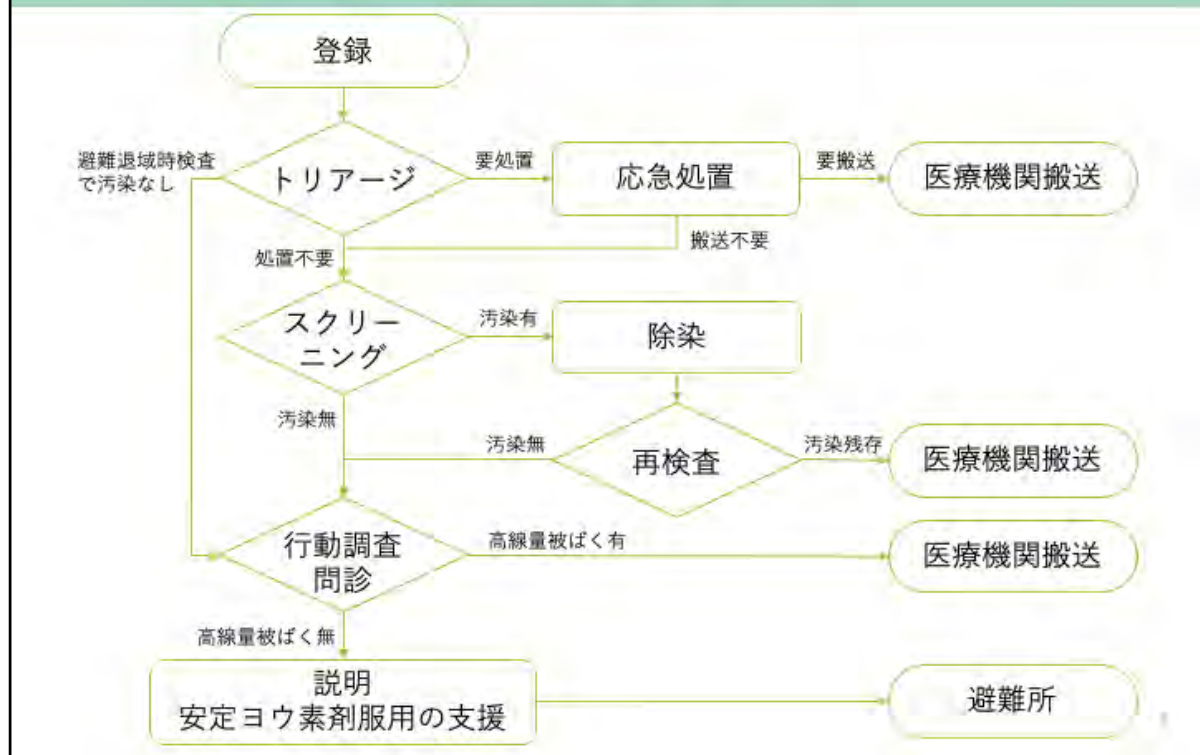 登録
避難退域時検査
で汚染なし
トリアージ
要処置
応急処置
要搬送
医療機関搬送
処置不要
搬送不要
スクリー
ニング
汚染有
除染
汚染無
汚染無
再検査
汚染残存
医療機関搬送
行動調査
問診
高線量被ばく有
医療機関搬送
高線量被ばく無
説明
安定ヨウ素剤服用の支援
避難所